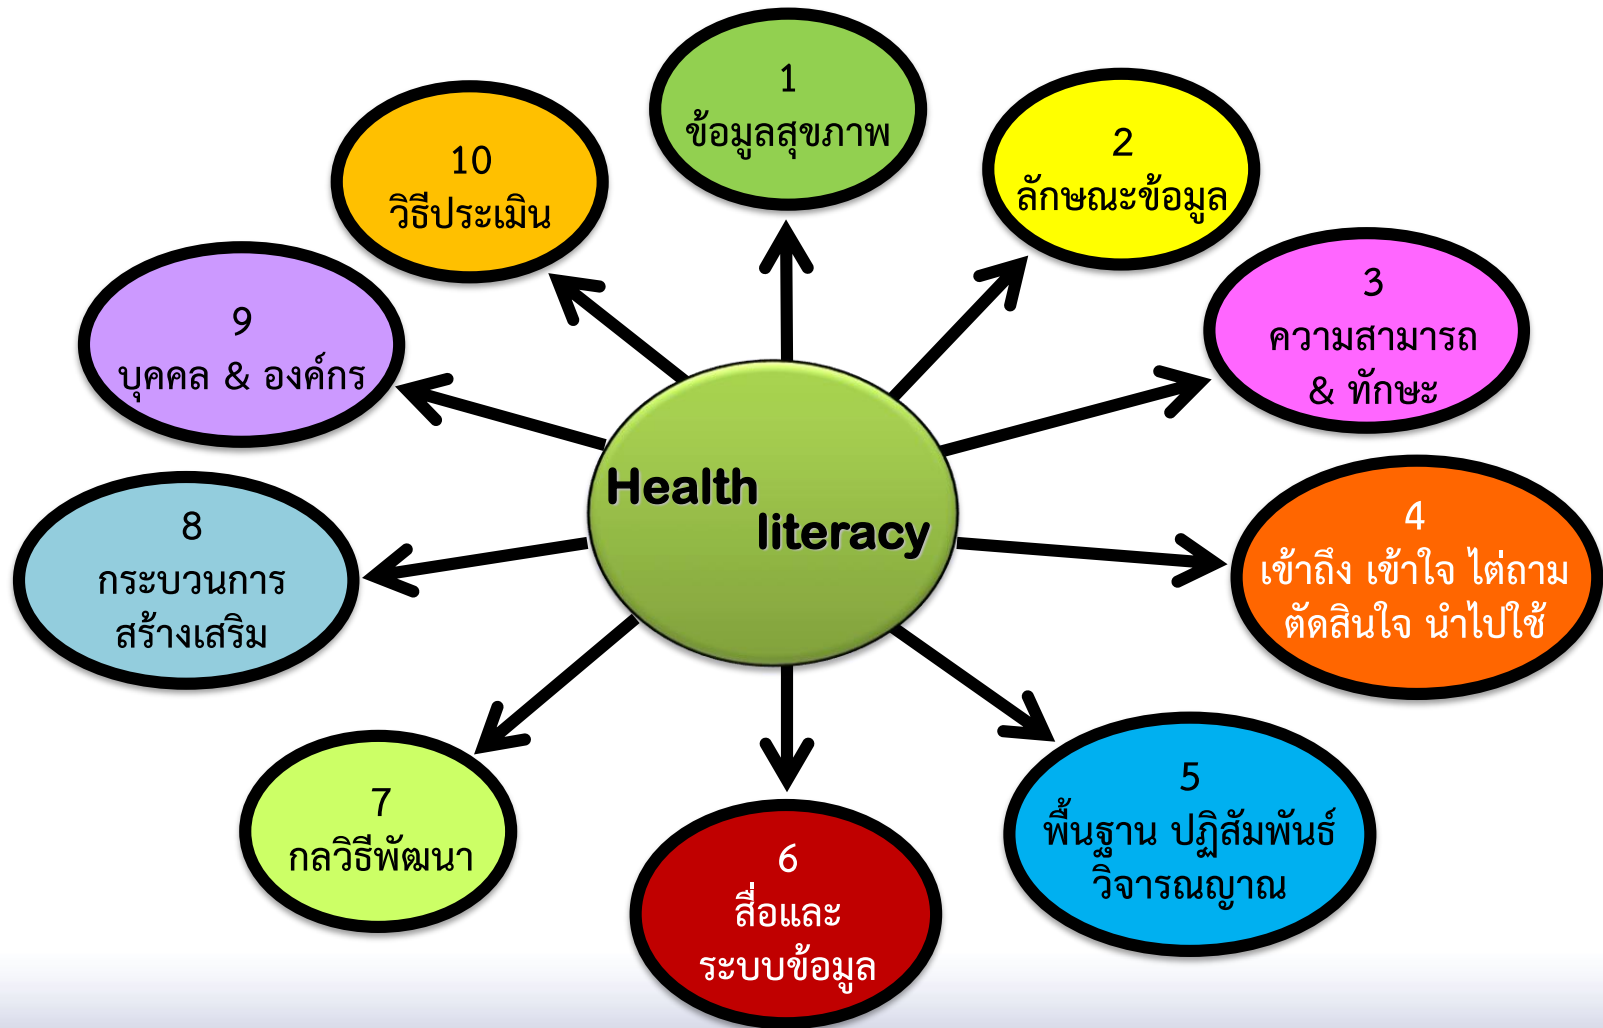 Health
literacy
1
ข้อมูลสุขภาพ
2
ลักษณะข้อมูล
3
ความสามารถ
& ทักษะ
4
เข้าถึง เข้าใจ ไต่ถาม
ตัดสินใจ นำไปใช้
5
พื้นฐาน ปฏิสัมพันธ์
วิจารณญาณ
6
สื่อและ
ระบบข้อมูล
7
กลวิธีพัฒนา
8
กระบวนการ
สร้างเสริม
9
บุคคล & องค์กร
10
วิธีประเมิน